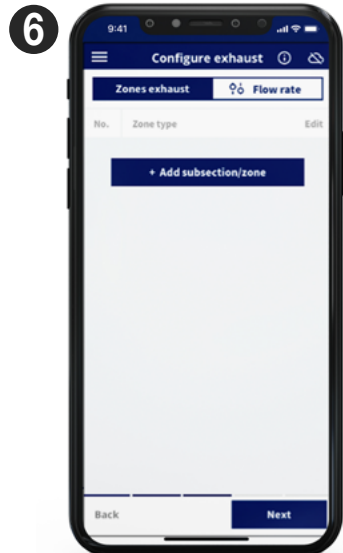 6
9:41
Configure exhaust
Zones exhaust Flow rate
No. Zone type Edit
+ Add subsection/zone
Back Next